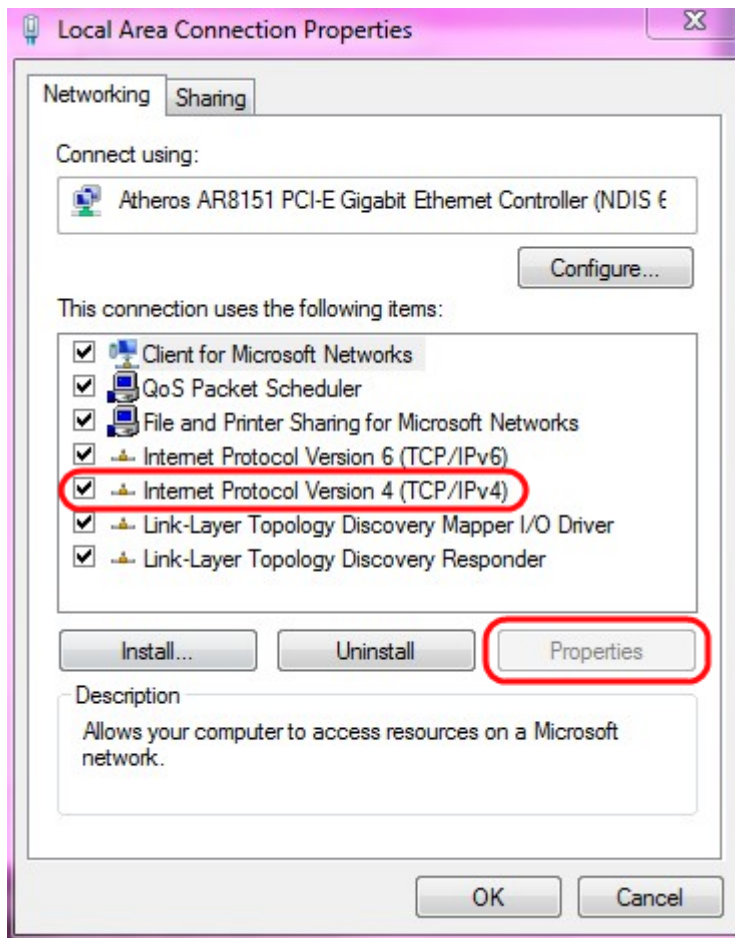 Local Area Connection Properties
Networking
Sharing
Connect using:
Atheros AR8151 PCI-E Gigabit Ethernet Controller (NDIS 6
Configure...
This connection uses the following items:
Client for Microsoft Networks
QoS Packet Scheduler
File and Printer Sharing for Microsoft Networks
Internet Protocol Version 6 (TCP/IPv6)
Internet Protocol Version 4 (TCP/IPv4)
Link-Layer Topology Discovery Mapper I/O Driver
Link-Layer Topology Discovery Responder
Install...
Uninstall
Properties
Description
Allows your computer to access resources on a Microsoft
network.
OK
Cancel